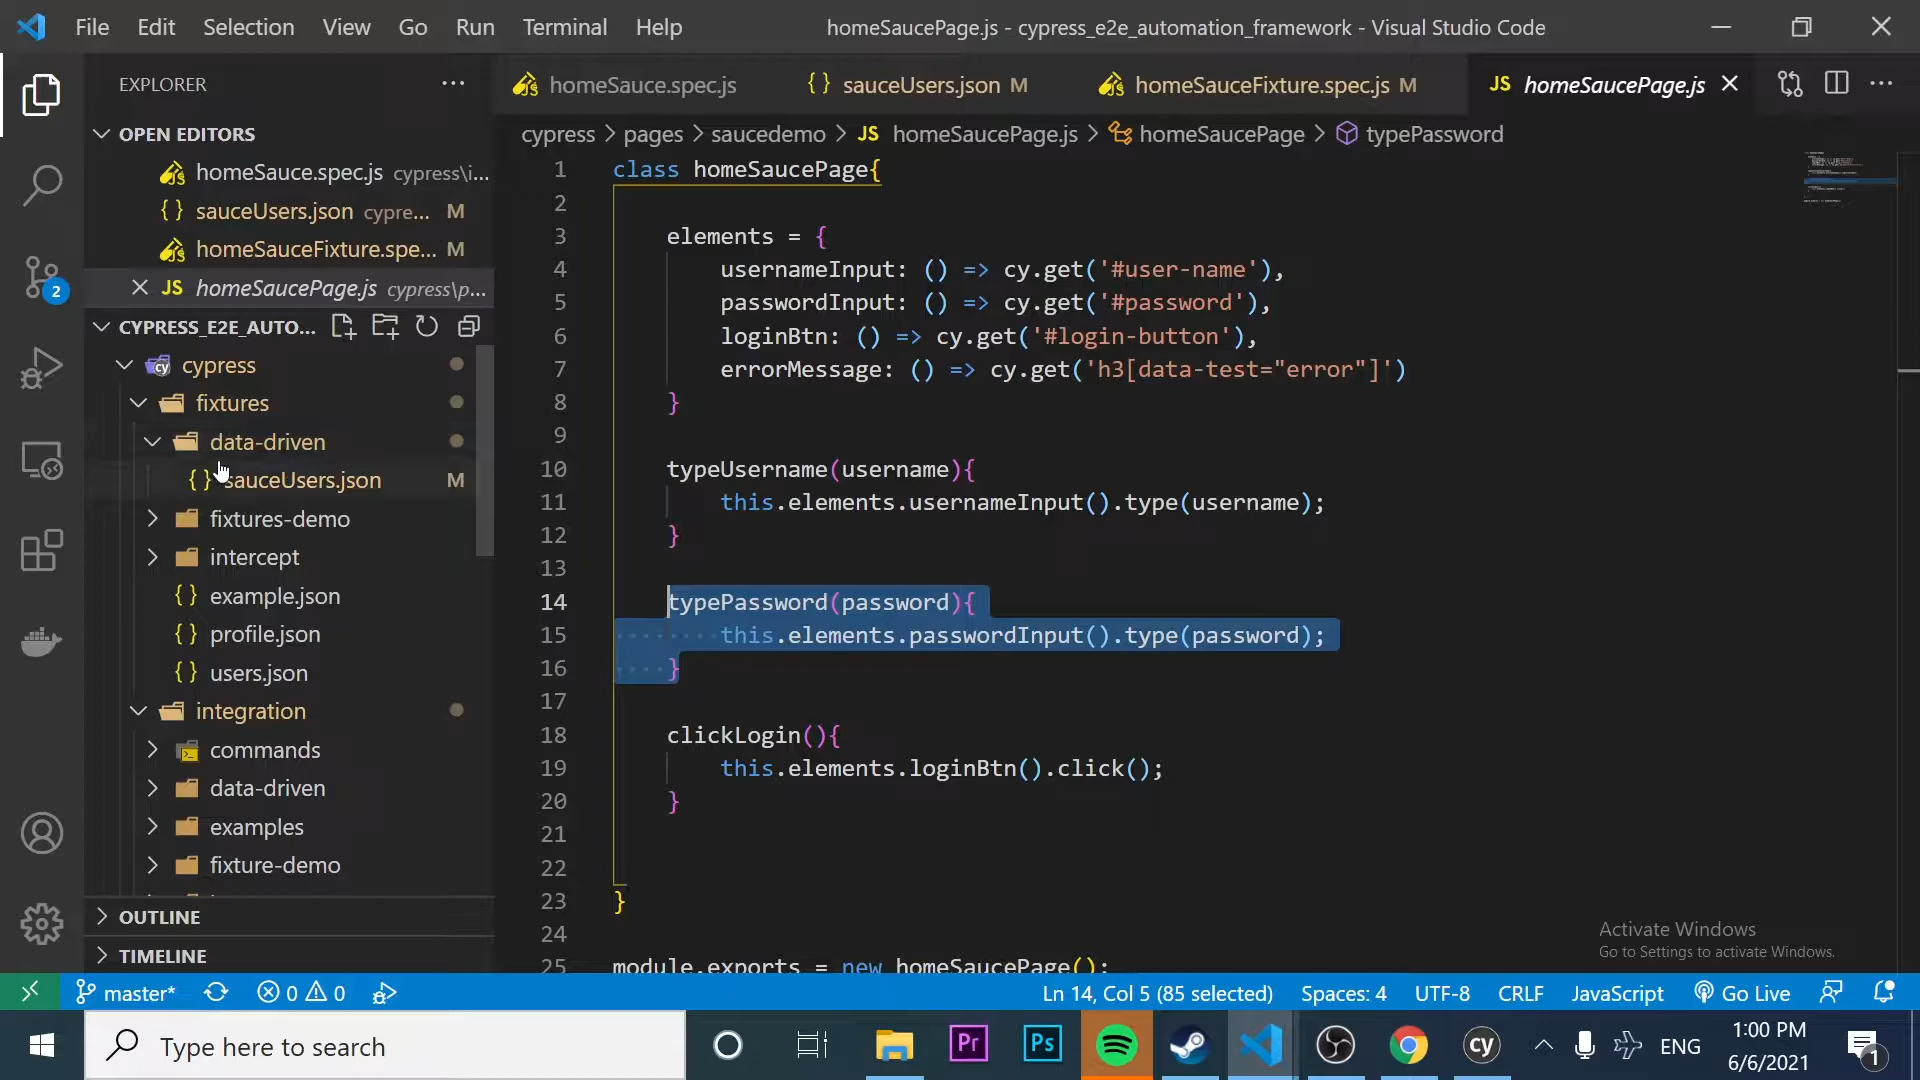 File Edit Selection View Go Run Terminal Help
homeSaucePage.js - cypress_e2e_automation_framework - Visual Studio Code
EXPLORER
OPEN EDITORS
homeSauce.spec.js cypress\i...
sauceUsers.json cypre... M
homeSauceFixture.spe... M
homeSaucePage.js cypress\p...
CYPRESS_E2E_AUTO...
cypress
fixtures
data-driven
sauceUsers.json M
fixtures-demo
intercept
example.json
profile.json
users.json
integration
commands
data-driven
examples
fixture-demo
OUTLINE
TIMELINE
2
homeSauce.spec.js
sauceUsers.json M
homeSauceFixture.spec.js M
JS homeSaucePage.js
cypress > pages > saucedemo > JS homeSaucePage.js > homeSaucePage > typePassword
1 class homeSaucePage{
2
3 elements = {
4 usernameInput: () => cy.get('#user-name'),
5 passwordInput: () => cy.get('#password'),
6 loginBtn: () => cy.get('#login-button'),
7 errorMessage: () => cy.get('h3[data-test="error"]')
8 }
9
10 typeUsername(username){
11 this.elements.usernameInput().type(username);
12 }
13
14 typePassword(password){
15 this.elements.passwordInput().type(password);
16 }
17
18 clickLogin(){
19 this.elements.loginBtn().click();
20 }
21
22
23 }
24
25 module.exports = new homeSaucePage();
Activate Windows
Go to Settings to activate Windows.
master* 0 0
Ln 14, Col 5 (85 selected) Spaces: 4 UTF-8 CRLF JavaScript Go Live
Type here to search
Pr
Ps
cy
ENG
1:00 PM
6/6/2021
1